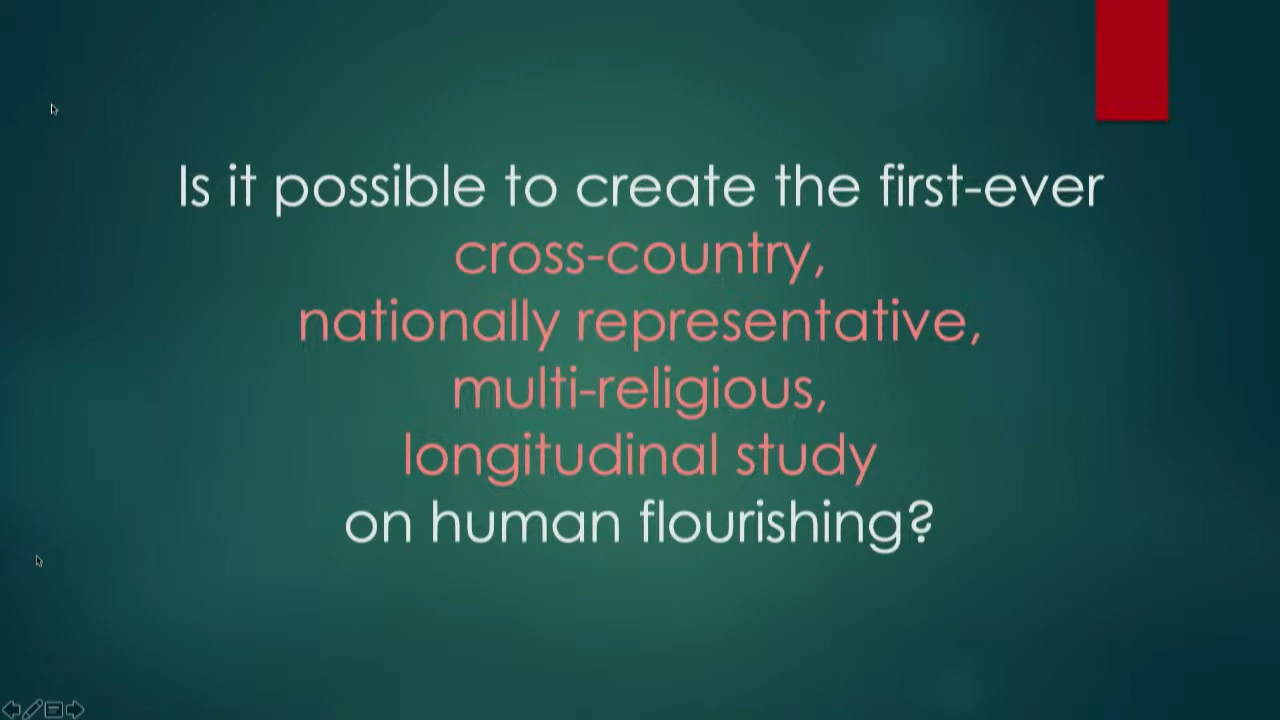 Is it possible to create the first-ever
cross-country,
nationally representative,
multi-religious,
longitudinal study
on human flourishing?